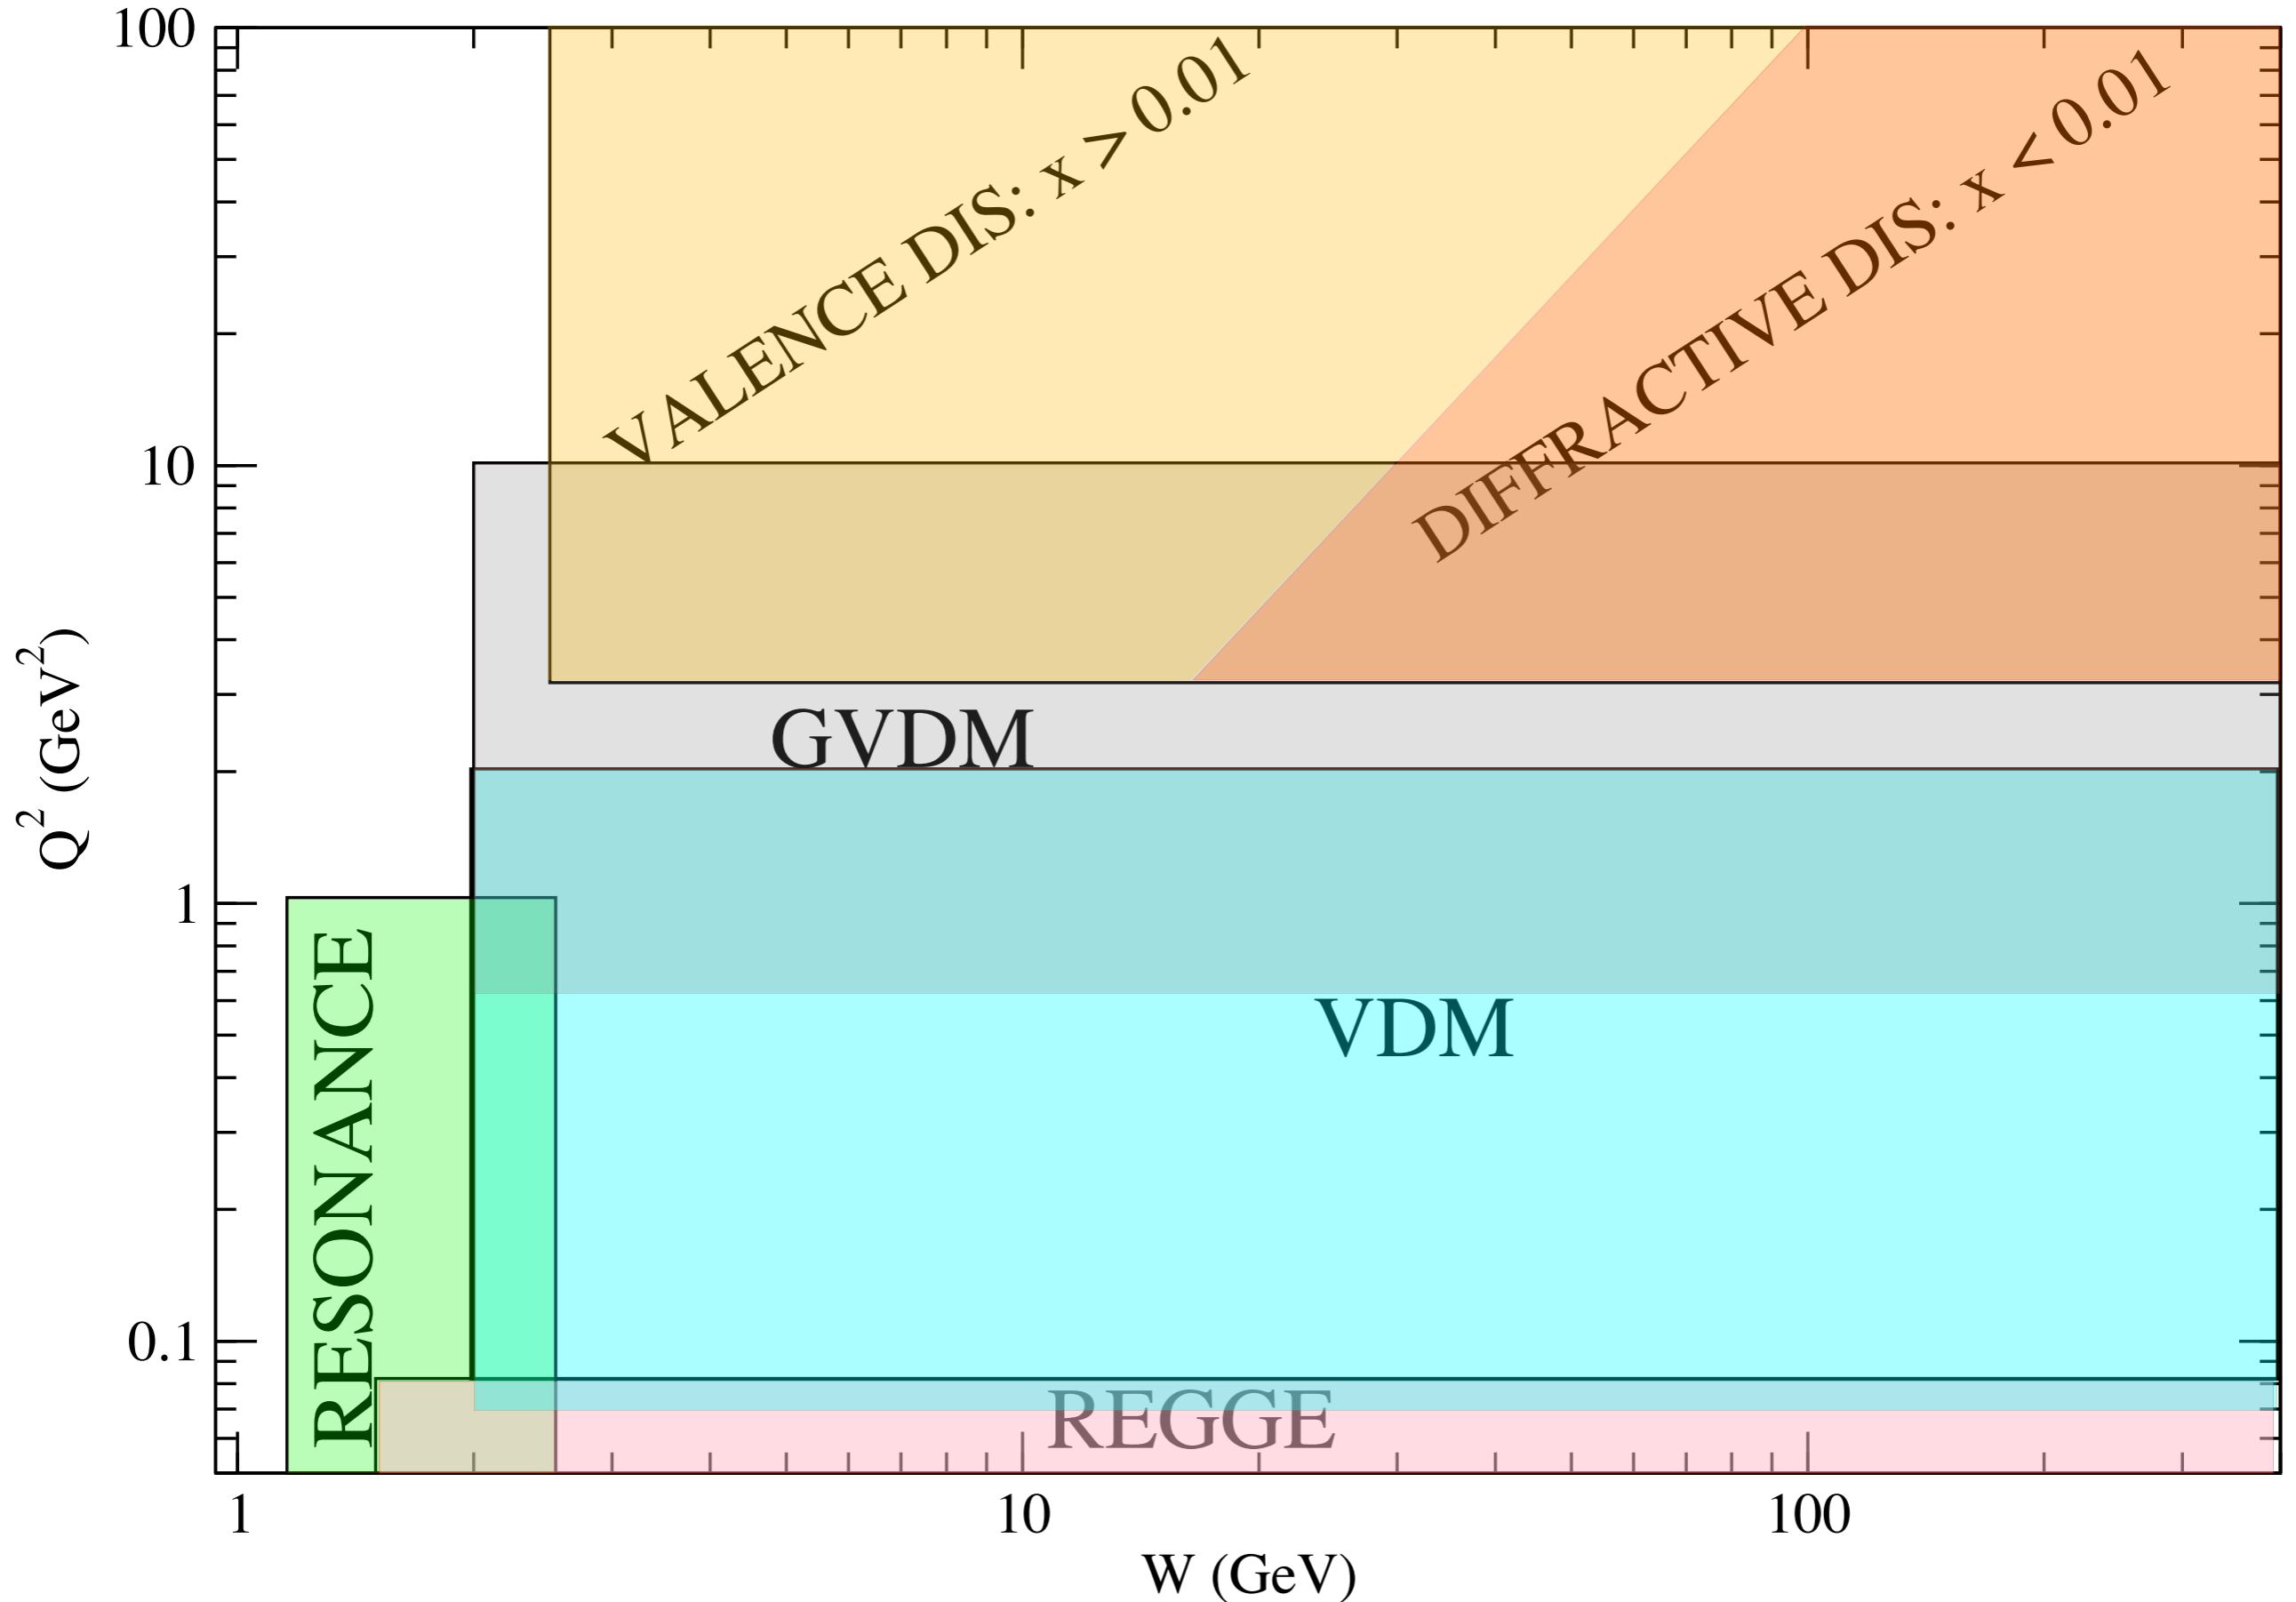 100
10
1
0.1
Q² (GeV²)
VALENCE DIS: x > 0.01
DIFFRACTIVE DIS: x < 0.01
GVDM
VDM
RESONANCE
REGGE
1
10
100
W (GeV)